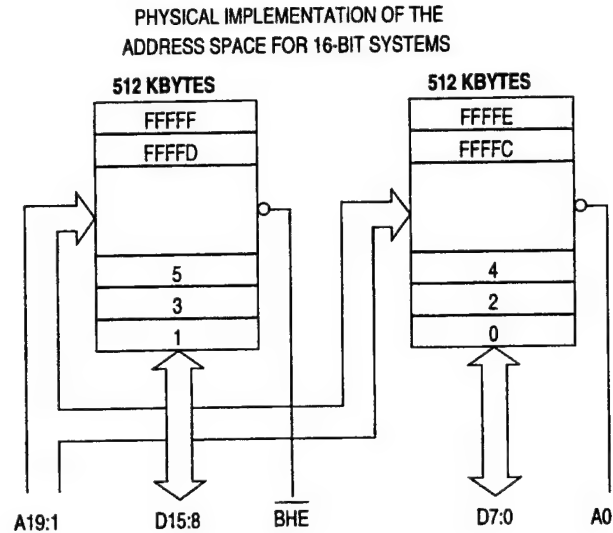 PHYSICAL IMPLEMENTATION OF THE
ADDRESS SPACE FOR 16-BIT SYSTEMS
512 KBYTES
FFFFF
FFFFD
5
3
1
512 KBYTES
FFFFE
FFFFC
4
2
0
A19:1
D15:8
BHE
D7:0
A0